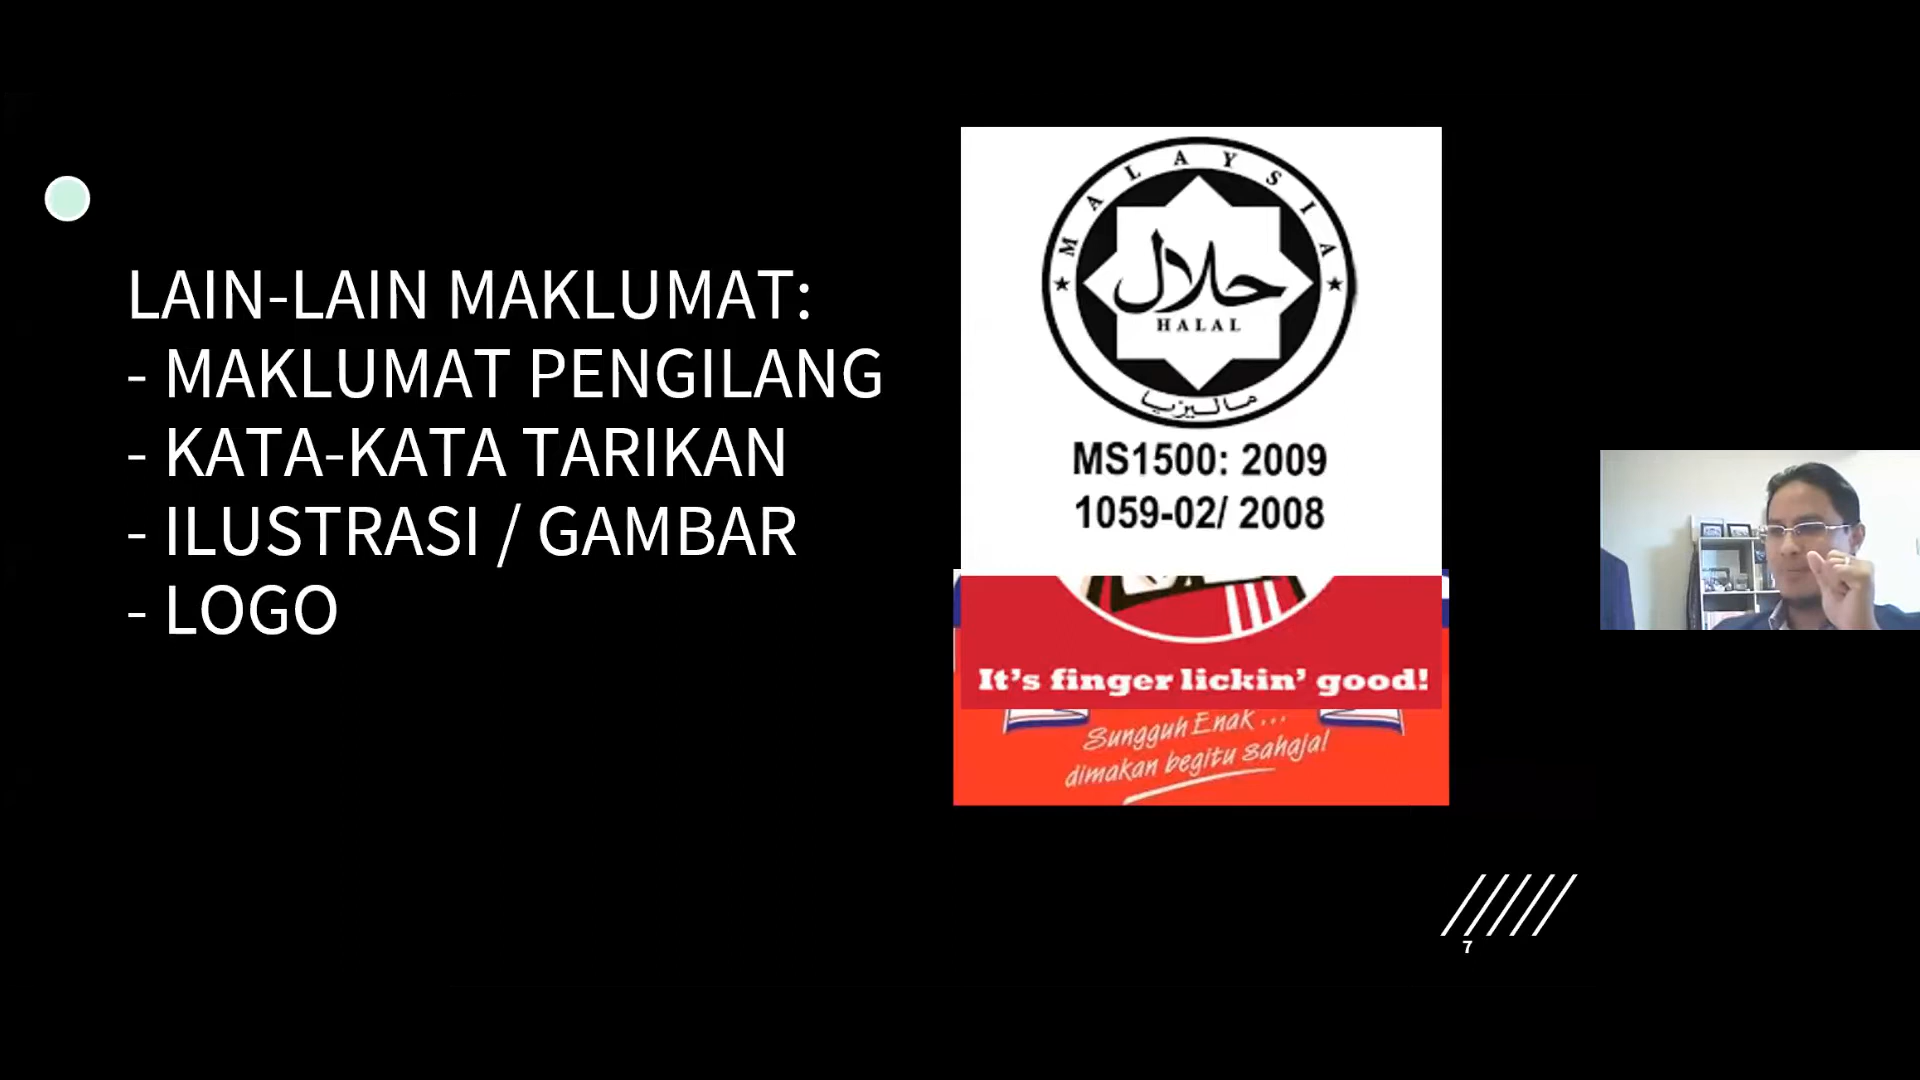 LAIN-LAIN MAKLUMAT:
- MAKLUMAT PENGILANG
- KATA-KATA TARIKAN
- ILUSTRASI / GAMBAR
- LOGO
MALAYSIA
حلال
HALAL
ماليزيا
MS1500: 2009
1059-02/ 2008
It's finger lickin' good!
Sungguh Enak ...
dimakan begitu sahaja!
7